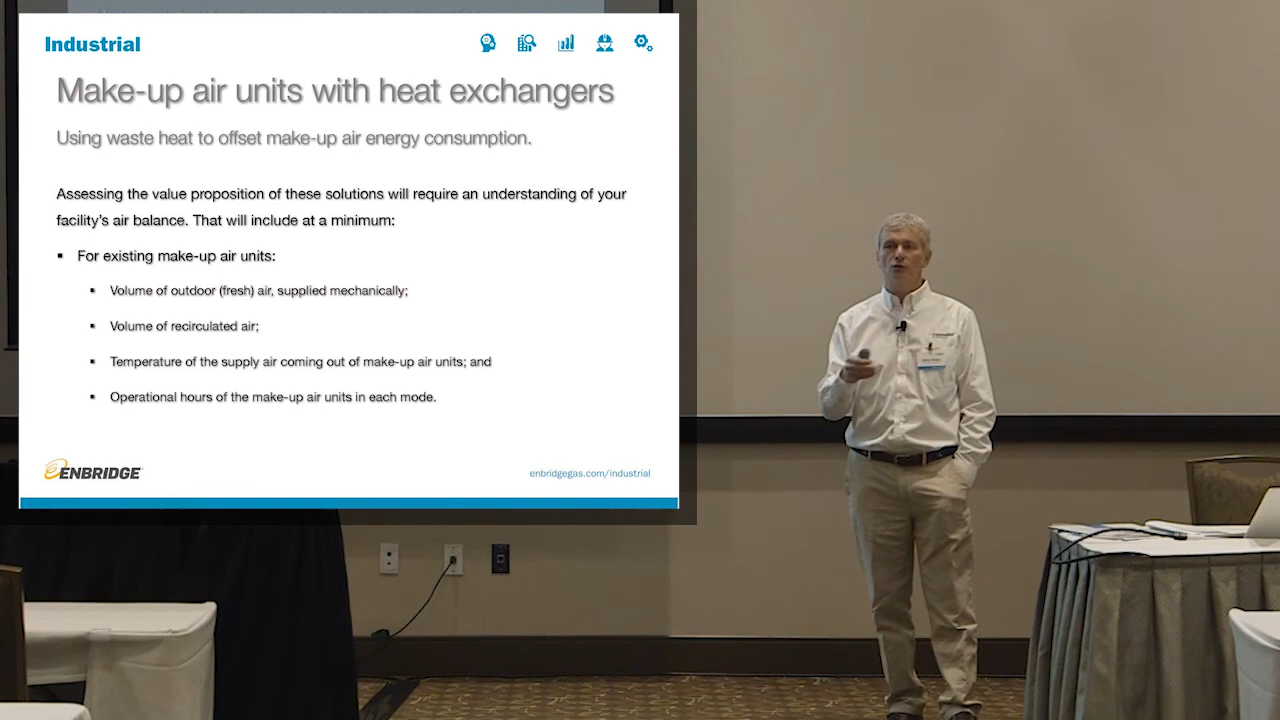 Industrial
Make-up air units with heat exchangers
Using waste heat to offset make-up air energy consumption.
Assessing the value proposition of these solutions will require an understanding of your
facility's air balance. That will include at a minimum:
▪ For existing make-up air units:
▪ Volume of outdoor (fresh) air, supplied mechanically;
▪ Volume of recirculated air;
▪ Temperature of the supply air coming out of make-up air units; and
▪ Operational hours of the make-up air units in each mode.
ENBRIDGE
enbridgegas.com/industrial